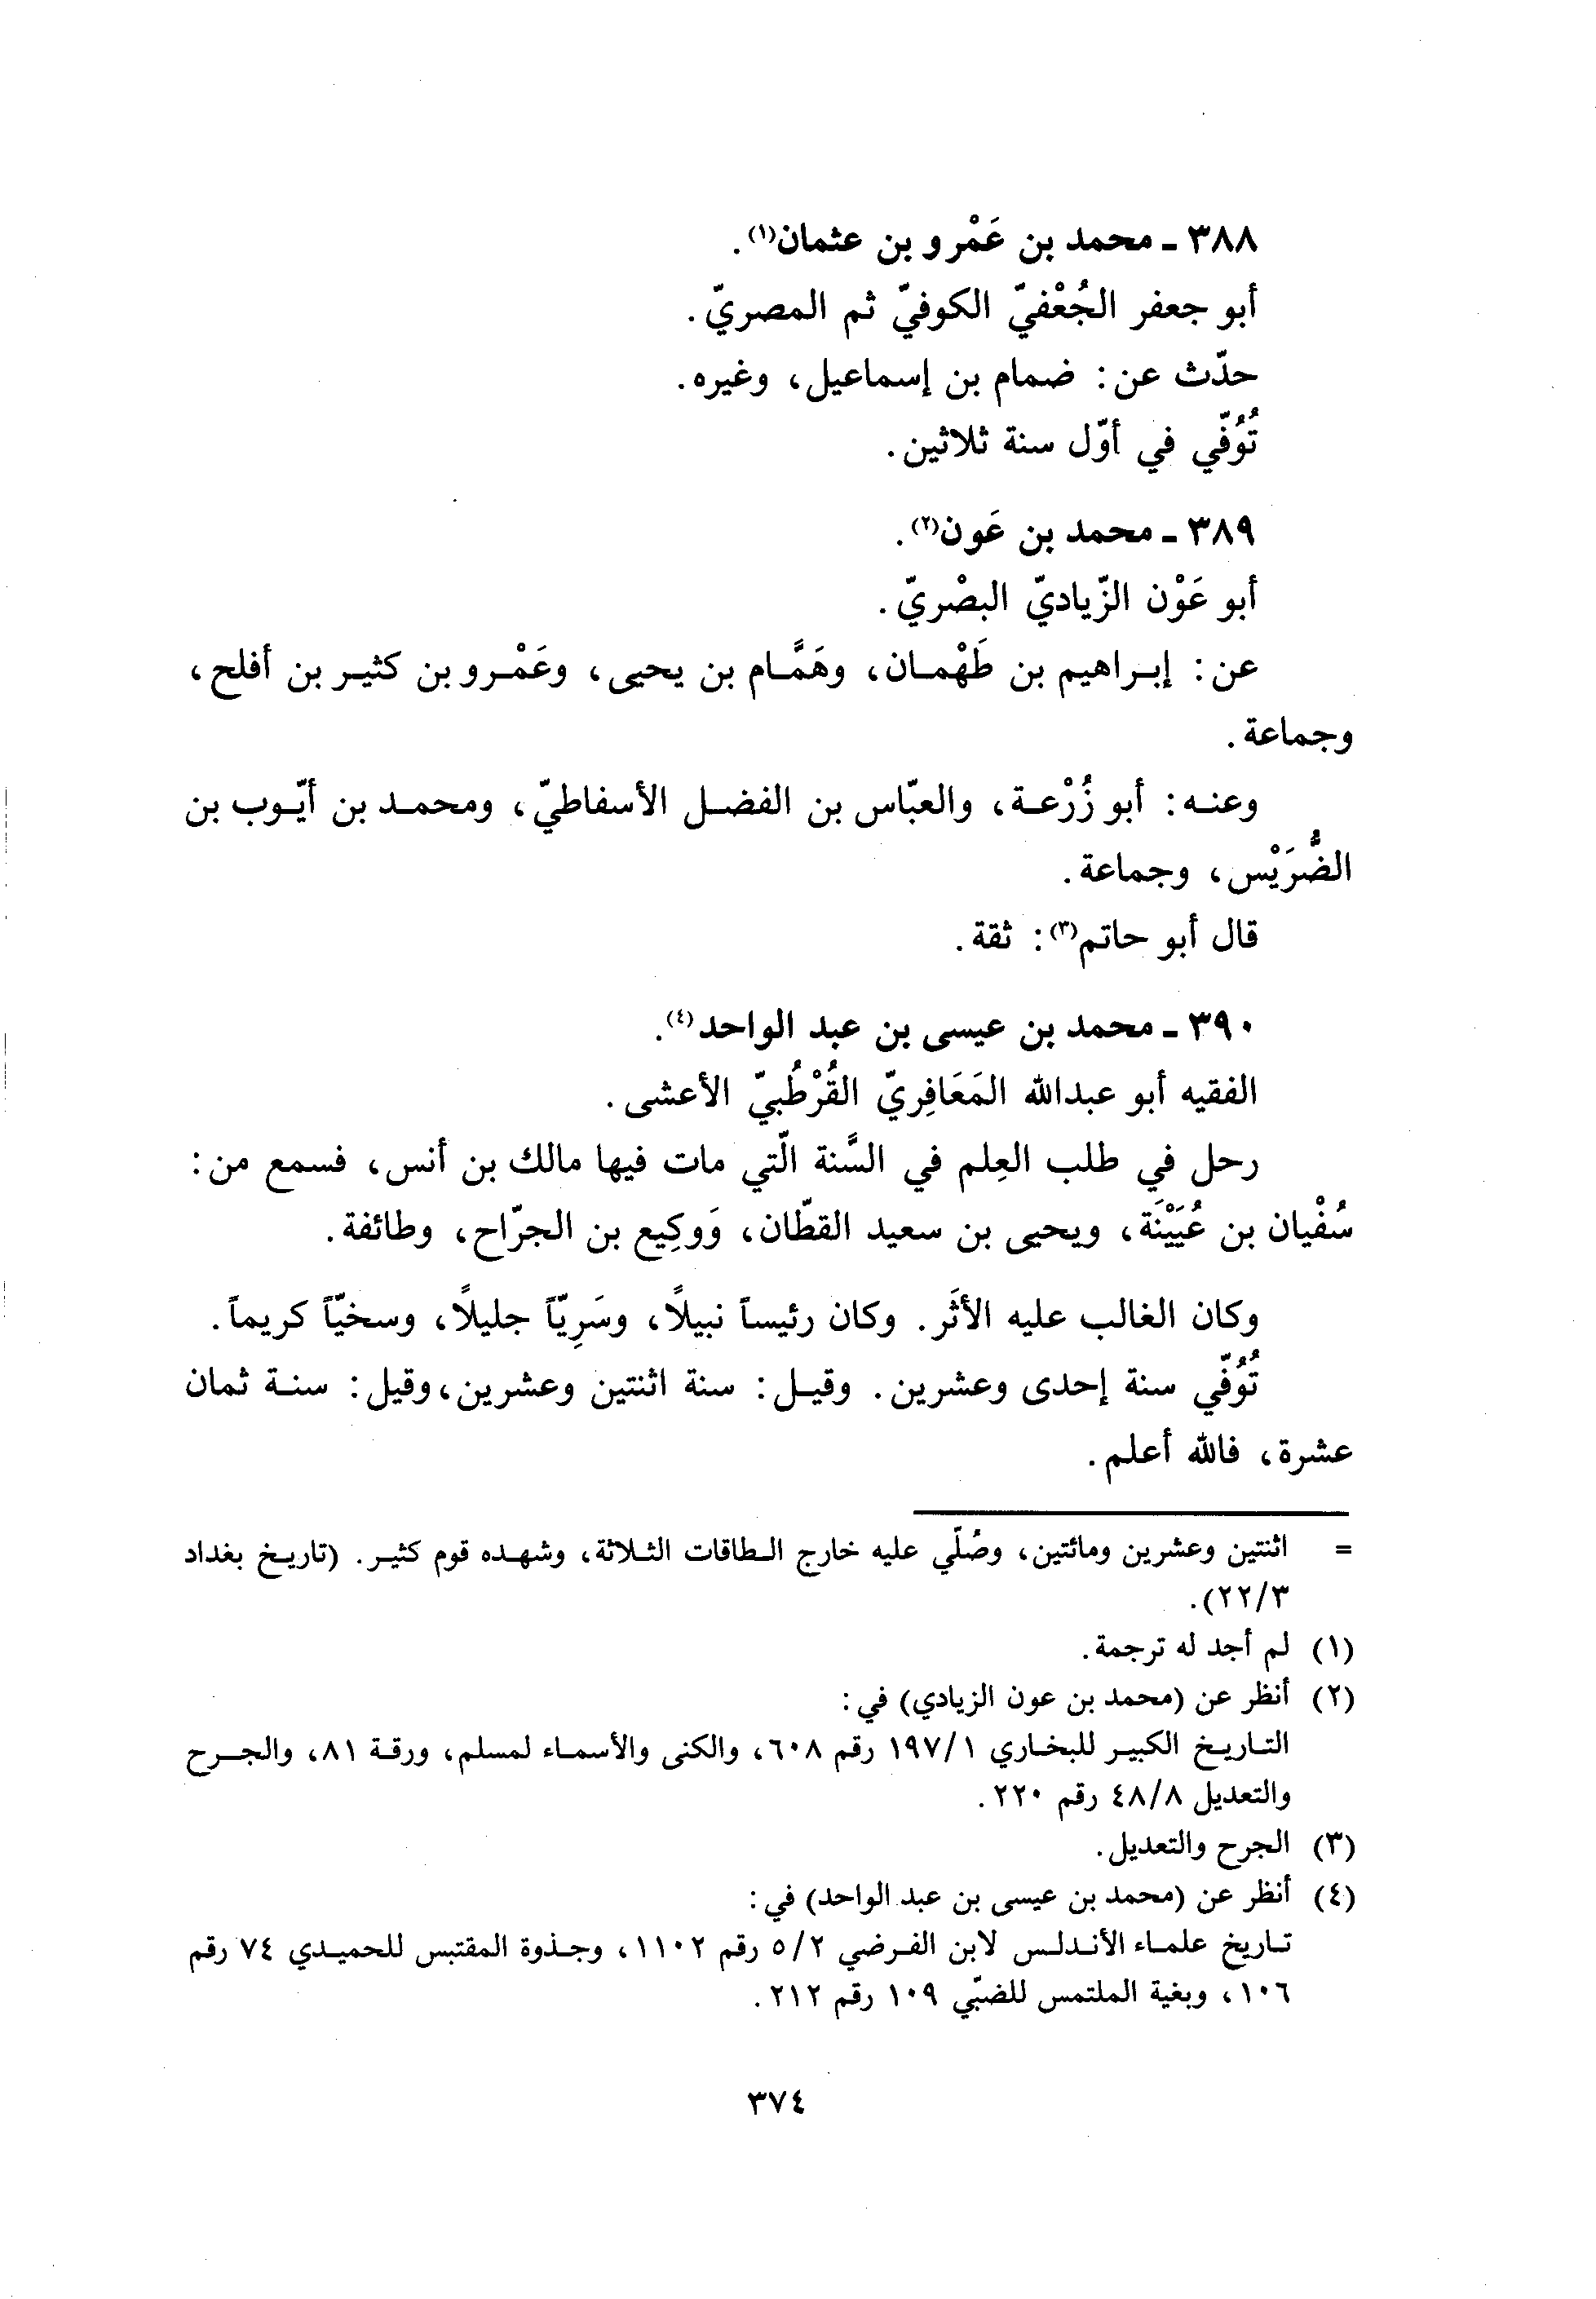 ٣٨٨ ـ محمد بن عَمْرو بن عثمان(١).
أبو جعفر الجُعْفيّ الكوفيّ ثم المصريّ.
حدّث عن: ضمام بن إسماعيل، وغيره.
تُوُفّي في أوّل سنة ثلاثين.
٣٨٩ ـ محمد بن عَون(٢).
أبو عَوْن الزّياديّ البصْريّ.
عن: إبراهيم بن طَهْمان، وهَمَّام بن يحيى، وعَمْرو بن كثير بن أفلح،
وجماعة.
وعنه: أبو زُرْعة، والعبّاس بن الفضل الأسفاطيّ، ومحمد بن أيّوب بن
الضُّرَيْس، وجماعة.
قال أبو حاتم(٣): ثقة.
٣٩٠ ـ محمد بن عيسى بن عبد الواحد(٤).
الفقيه أبو عبدالله المَعَافِريّ القُرْطُبيّ الأعشى.
رحل في طلب العِلم في السَّنة الّتي مات فيها مالك بن أنس، فسمع من:
سُفْيان بن عُيَيْنَة، ويحيى بن سعيد القطّان، وَوكِيع بن الجرّاح، وطائفة.
وكان الغالب عليه الأثَر. وكان رئيساً نبيلًا، وسَرِيّاً جليلًا، وسخيّاً كريماً.
تُوُفّي سنة إحدى وعشرين. وقيل: سنة اثنتين وعشرين، وقيل: سنة ثمان
عشرة، فالله أعلم.
= اثنتين وعشرين ومائتين، وصُلّي عليه خارج الطاقات الثلاثة، وشهده قوم كثير. (تاريخ بغداد
٢٢/٣).
(١) لم أجد له ترجمة.
(٢) أنظر عن (محمد بن عون الزيادي) في:
التاريخ الكبير للبخاري ١٩٧/١ رقم ٦٠٨، والكنى والأسماء لمسلم، ورقة ٨١، والجرح
والتعديل ٤٨/٨ رقم ٢٢٠.
(٣) الجرح والتعديل.
(٤) أنظر عن (محمد بن عيسى بن عبد الواحد) في:
تاريخ علماء الأندلس لابن الفرضي ٥/٢ رقم ١١٠٢، وجذوة المقتبس للحميدي ٧٤ رقم
١٠٦، وبغية الملتمس للضبّي ١٠٩ رقم ٢١٢.
٣٧٤